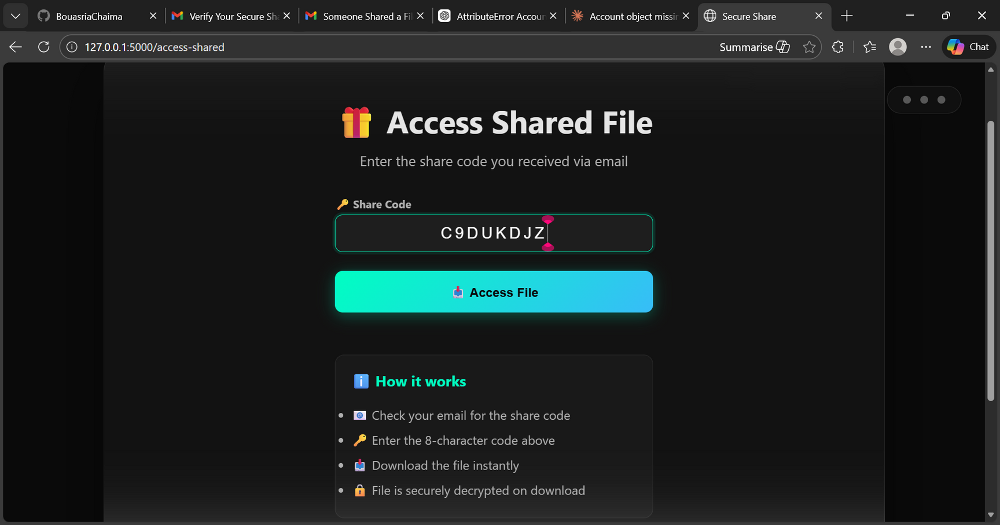 BouasriaChaima
Verify Your Secure Sh
Someone Shared a Fil
AttributeError Accoun
Account object missin
Secure Share
127.0.0.1:5000/access-shared
Summarise
Chat
Access Shared File
Enter the share code you received via email
Share Code
C9DUKDJZ
Access File
How it works
Check your email for the share code
Enter the 8-character code above
Download the file instantly
File is securely decrypted on download